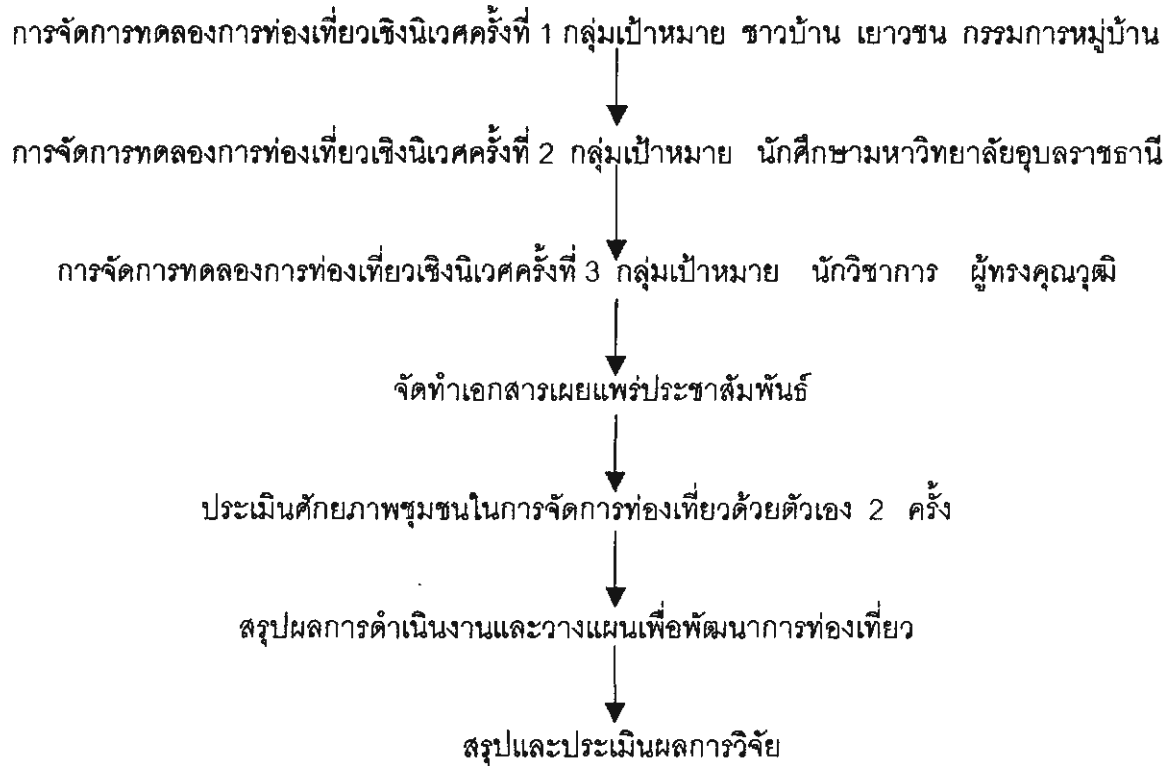 การจัดการทดลองการท่องเที่ยวเชิงนิเวศครั้งที่ 1 กลุ่มเป้าหมาย ชาวบ้าน เยาวชน กรรมการหมู่บ้าน
การจัดการทดลองการท่องเที่ยวเชิงนิเวศครั้งที่ 2 กลุ่มเป้าหมาย นักศึกษามหาวิทยาลัยอุบลราชธานี
การจัดการทดลองการท่องเที่ยวเชิงนิเวศครั้งที่ 3 กลุ่มเป้าหมาย นักวิชาการ ผู้ทรงคุณวุฒิ
จัดทำเอกสารเผยแพร่ประชาสัมพันธ์
ประเมินศักยภาพชุมชนในการจัดการท่องเที่ยวด้วยตัวเอง 2 ครั้ง
สรุปผลการดำเนินงานและวางแผนเพื่อพัฒนาการท่องเที่ยว
สรุปและประเมินผลการวิจัย